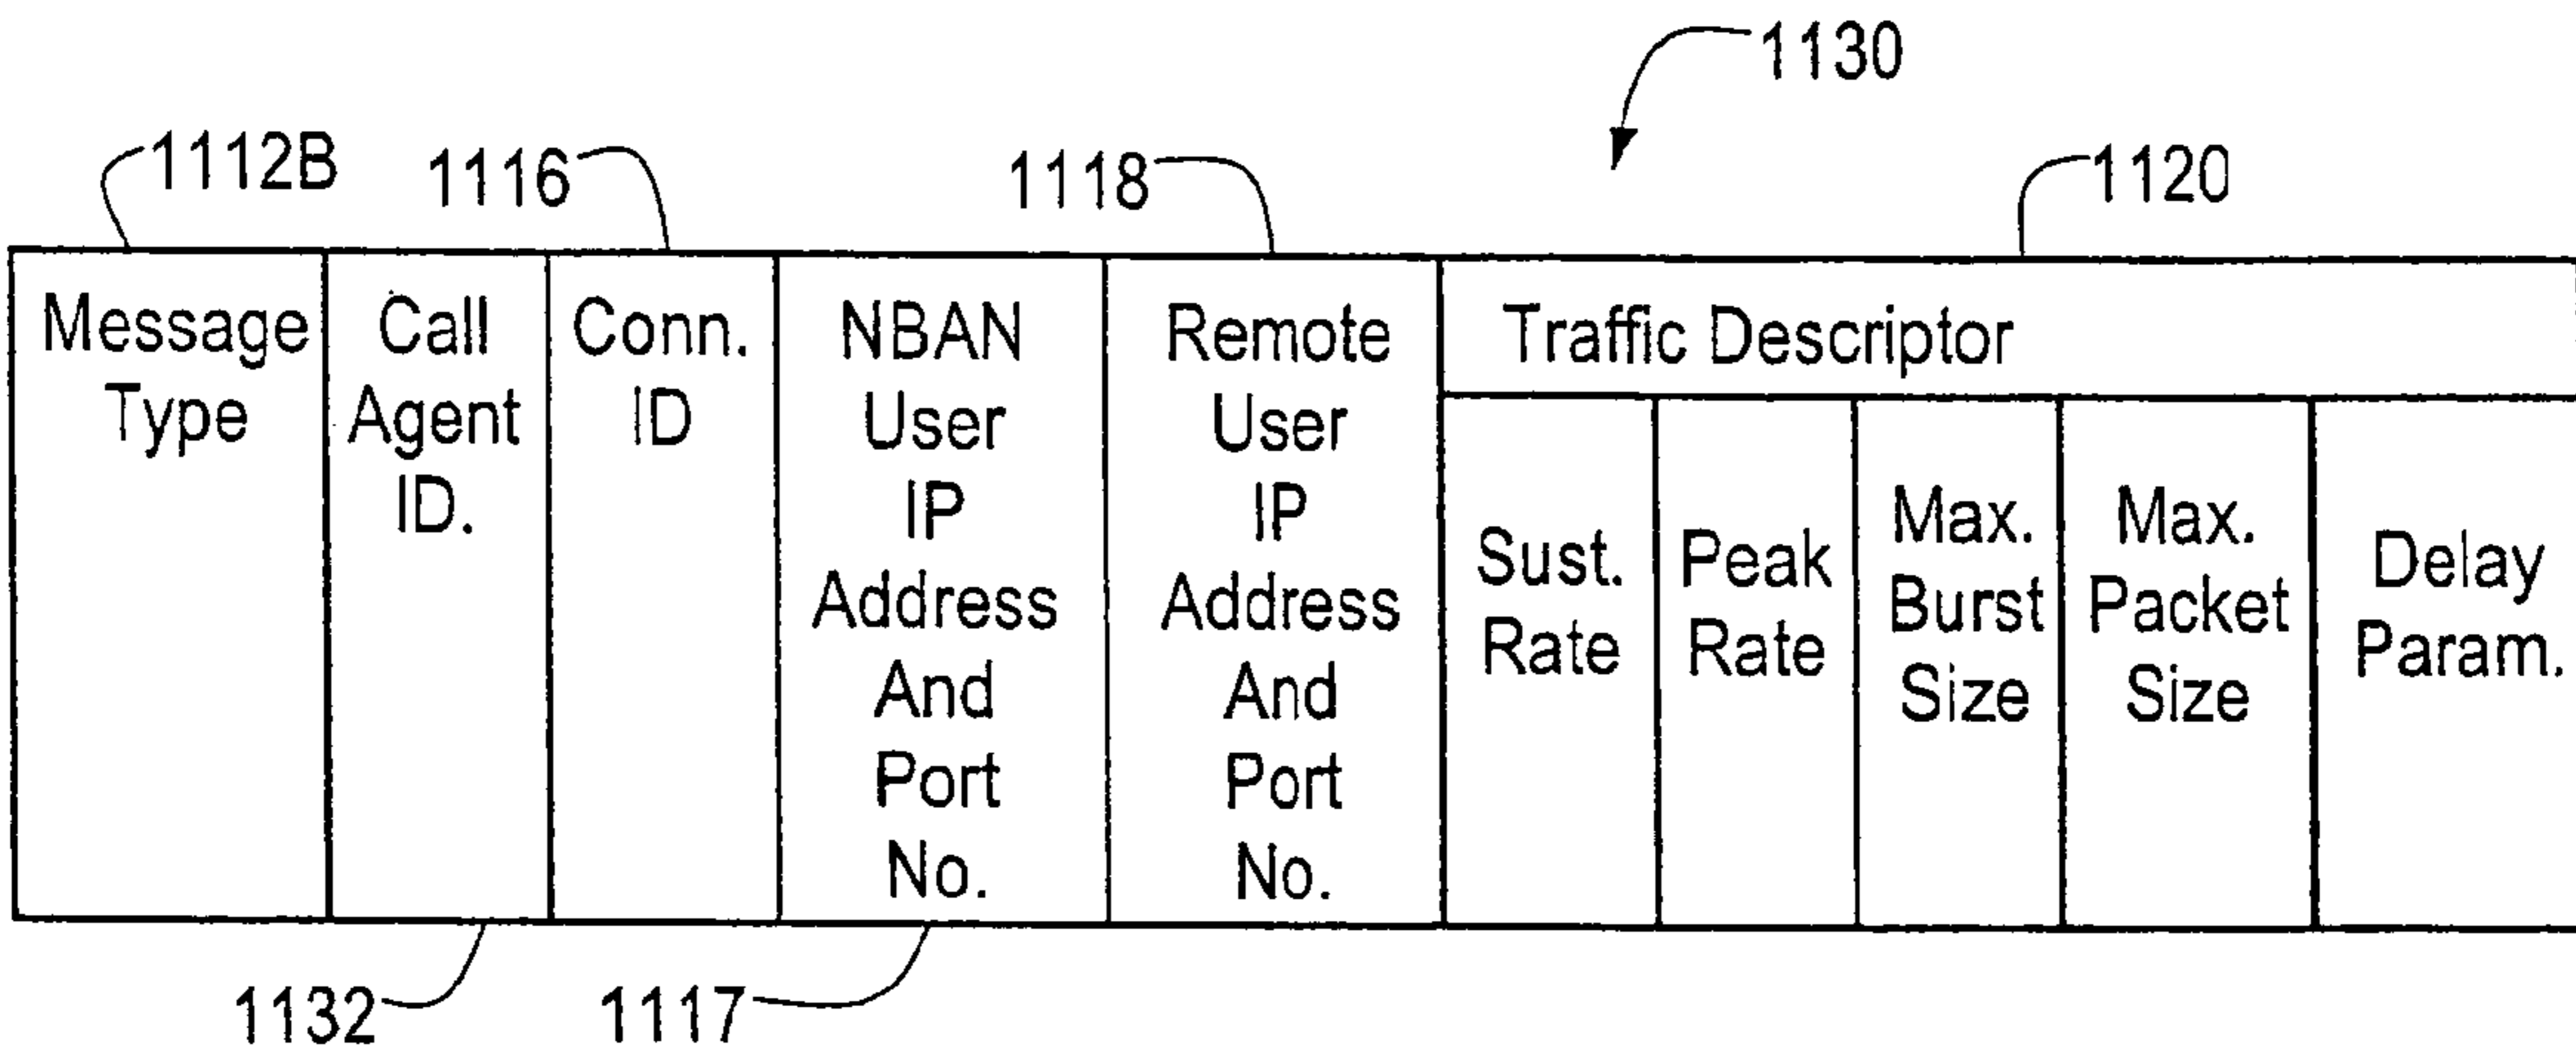 1130
1112B
1116
1118
1120
Message
Type
Call
Agent
ID.
Conn.
ID
NBAN
User
IP
Address
And
Port
No.
Remote
User
IP
Address
And
Port
No.
Traffic Descriptor
Sust.
Rate
Peak
Rate
Max.
Burst
Size
Max.
Packet
Size
Delay
Param.
1132
1117